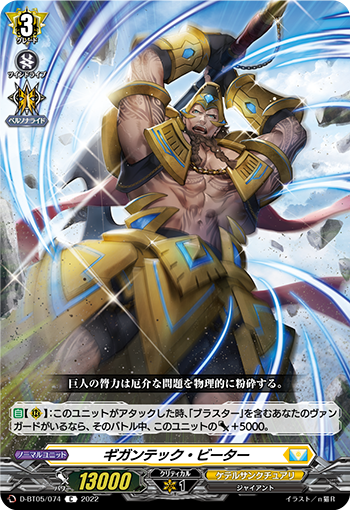 3
グレード
ツインドライブ
ペルソナライド
巨人の膂力は厄介な問題を物理的に粉砕する。
【】:このユニットがアタックした時、「ブラスター」を含むあなたのヴァン
ガードがいるなら、そのバトル中、このユニットの+5000。
ノーマルユニット
ギガンテック・ビーター
パワー 13000
クリティカル
1
ケテルサンクチュアリ
ジャイアント
D-BT05/074 C 2022
イラスト/n猫R